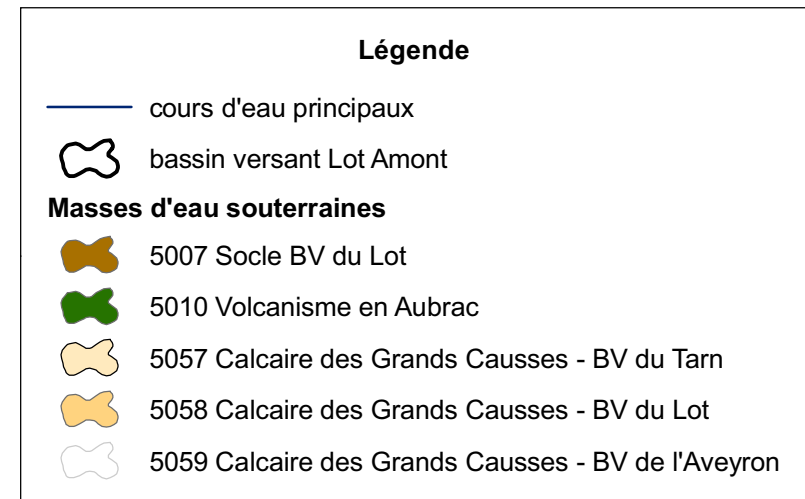 Légende
cours d'eau principaux
bassin versant Lot Amont
Masses d'eau souterraines
5007 Socle BV du Lot
5010 Volcanisme en Aubrac
5057 Calcaire des Grands Causses - BV du Tarn
5058 Calcaire des Grands Causses - BV du Lot
5059 Calcaire des Grands Causses - BV de l'Aveyron